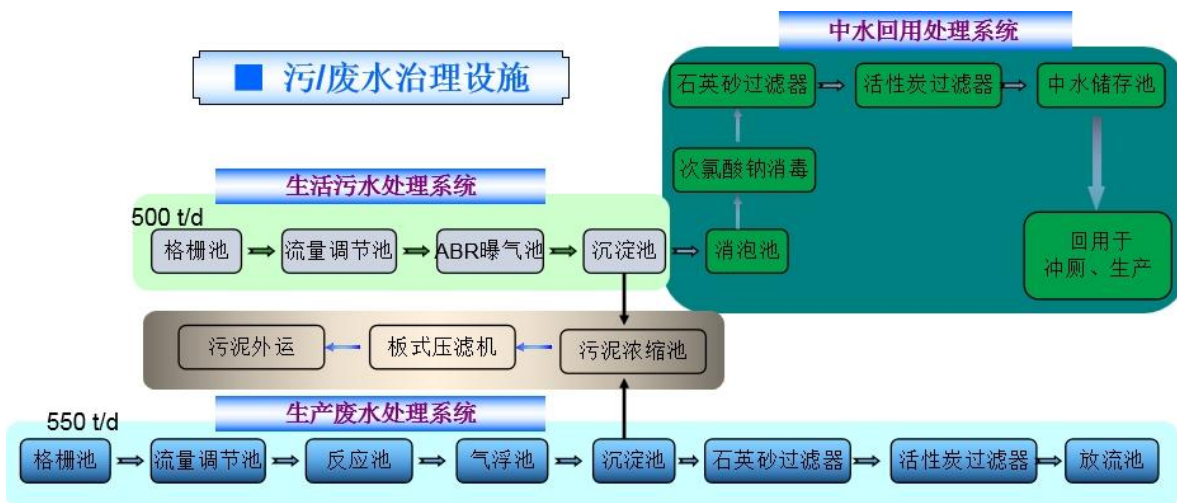 中水回用处理系统
■ 污/废水治理设施
石英砂过滤器
活性炭过滤器
中水储存池
次氯酸钠消毒
生活污水处理系统
500 t/d
格栅池
流量调节池
ABR曝气池
沉淀池
消泡池
回用于
冲厕、生产
污泥外运
板式压滤机
污泥浓缩池
生产废水处理系统
550 t/d
格栅池
流量调节池
反应池
气浮池
沉淀池
石英砂过滤器
活性炭过滤器
放流池